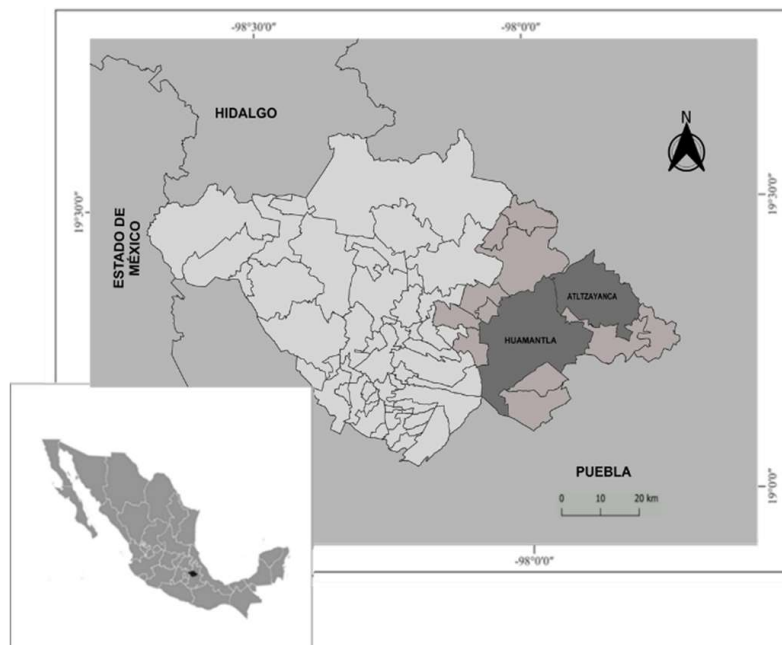 -98°30'0"
-98°0'0"
HIDALGO
N
19°30'0"
19°30'0"
ESTADO DE
MÉXICO
ATLTZAYANCA
HUAMANTLA
PUEBLA
0 10 20 km
19°0'0"
-98°0'0"